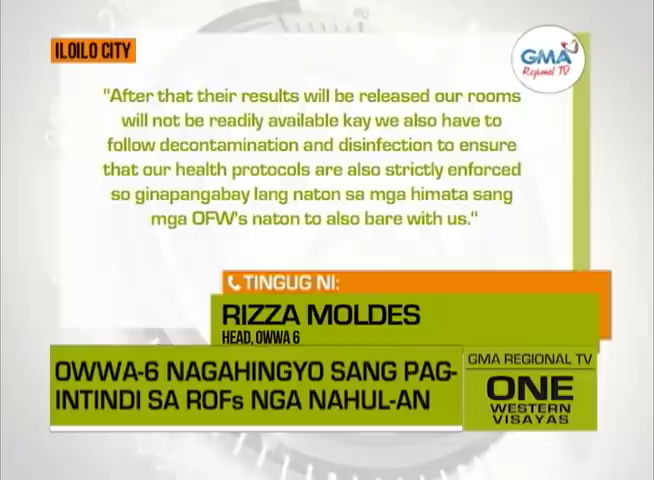 ILOILO CITY
GMA
Regional TV
"After that their results will be released our rooms
will not be readily available kay we also have to
follow decontamination and disinfection to ensure
that our health protocols are also strictly enforced
so ginapangabay lang naton sa mga himata sang
mga OFW's naton to also bare with us."
TINGUG NI:
RIZZA MOLDES
HEAD, OWWA 6
OWWA-6 NAGAHINGYO SANG PAG-
INTINDI SA ROFs NGA NAHUL-AN
GMA REGIONAL TV
ONE
WESTERN
VISAYAS